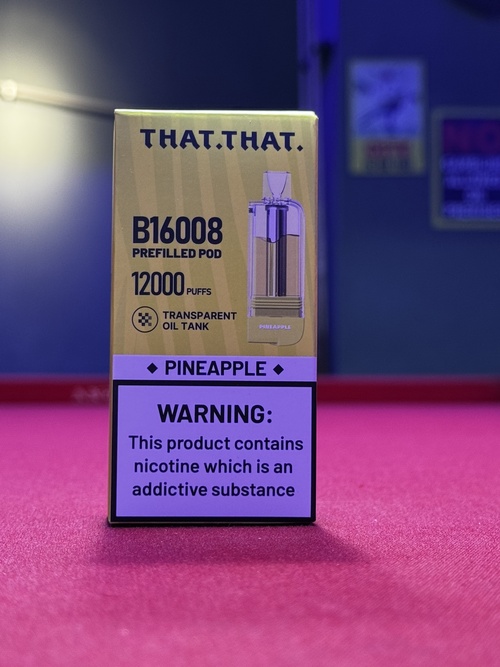 THAT.THAT.
B16008
PREFILLED POD
12000 PUFFS
TRANSPARENT
OIL TANK
PINEAPPLE
◆ PINEAPPLE ◆
WARNING:
This product contains
nicotine which is an
addictive substance